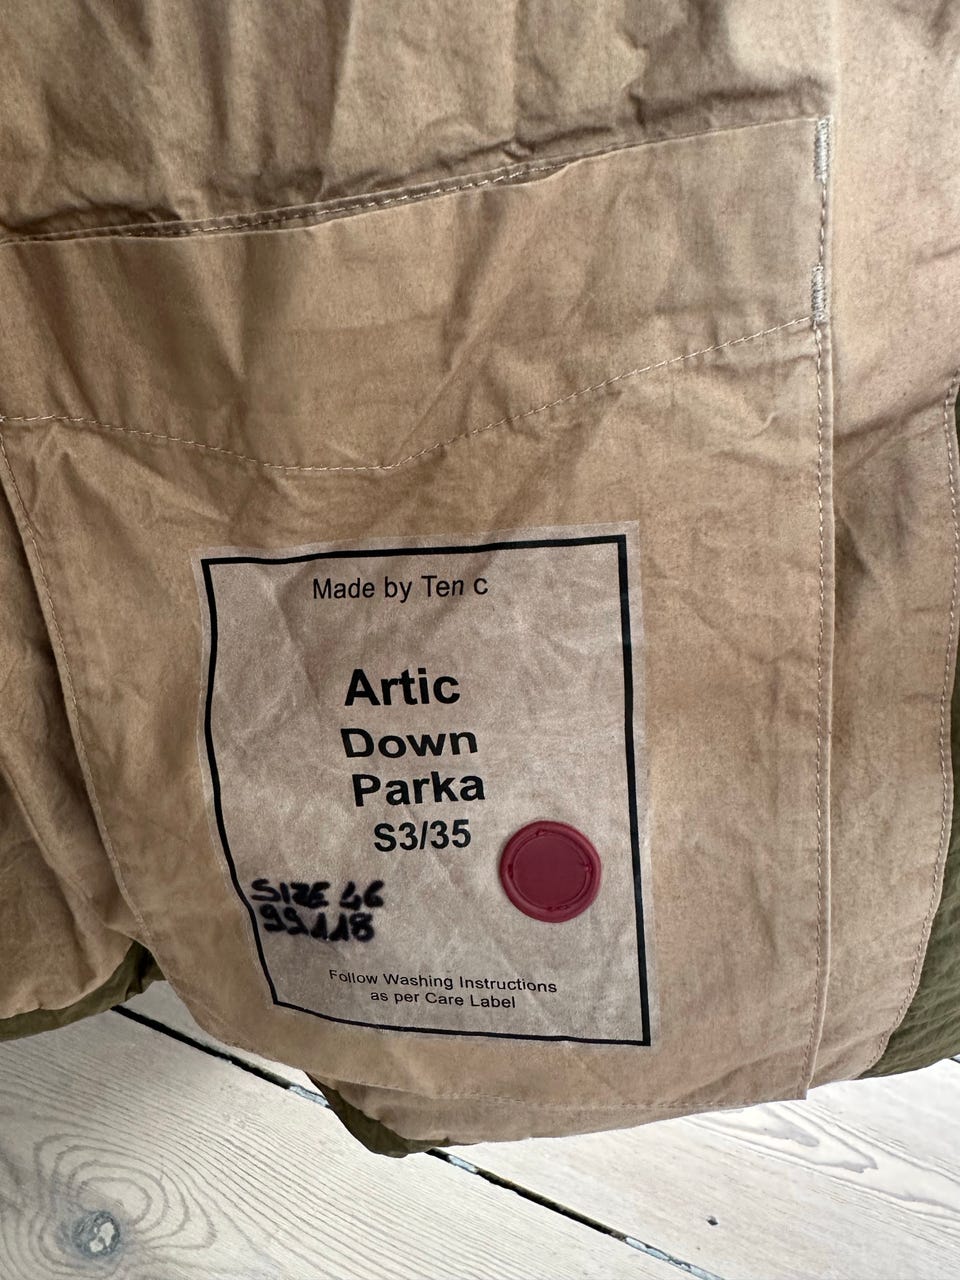 Made by Ten c
Artic
Down
Parka
S3/35
SIZE 46
99118
Follow Washing Instructions
as per Care Label